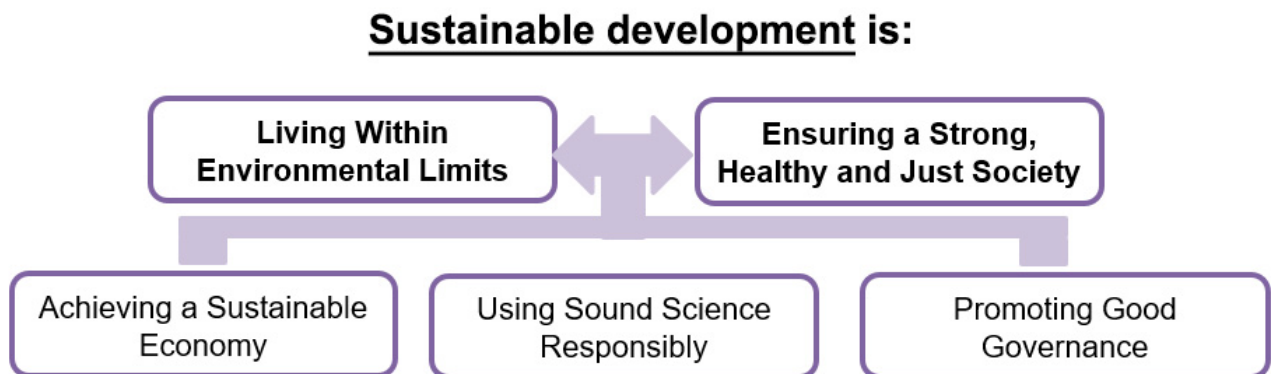 Sustainable development is:
Living Within
Environmental Limits
Ensuring a Strong,
Healthy and Just Society
Achieving a Sustainable
Economy
Using Sound Science
Responsibly
Promoting Good
Governance